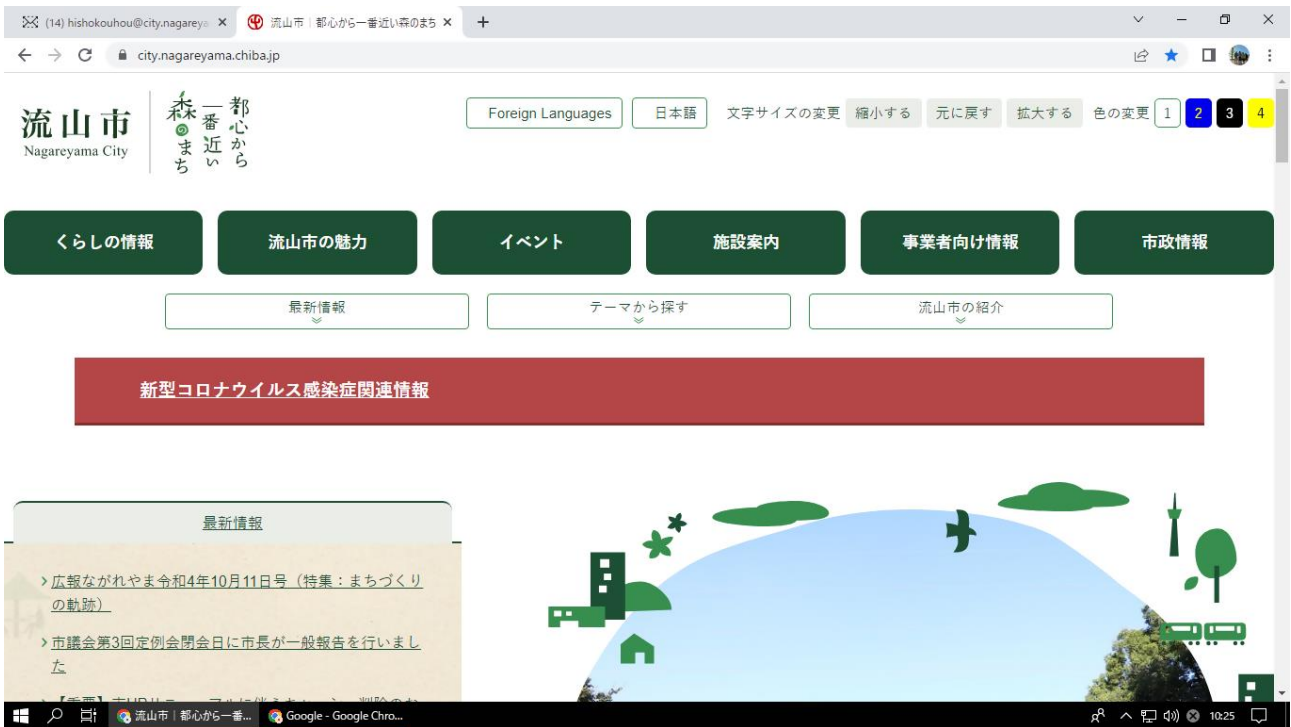 (14) hishokouhou@city.nagareya
流山市｜都心から一番近い森のまち
city.nagareyama.chiba.jp
流山市
Nagareyama City
都心から
一番近い
森のまち
Foreign Languages
日本語
文字サイズの変更
縮小する
元に戻す
拡大する
色の変更
1
2
3
4
くらしの情報
流山市の魅力
イベント
施設案内
事業者向け情報
市政情報
最新情報
テーマから探す
流山市の紹介
新型コロナウイルス感染症関連情報
最新情報
広報ながれやま令和4年10月11日号（特集：まちづくり
の軌跡）
市議会第3回定例会閉会日に市長が一般報告を行いまし
た
流山市｜都心から一番...
Google - Google Chro...
10:25